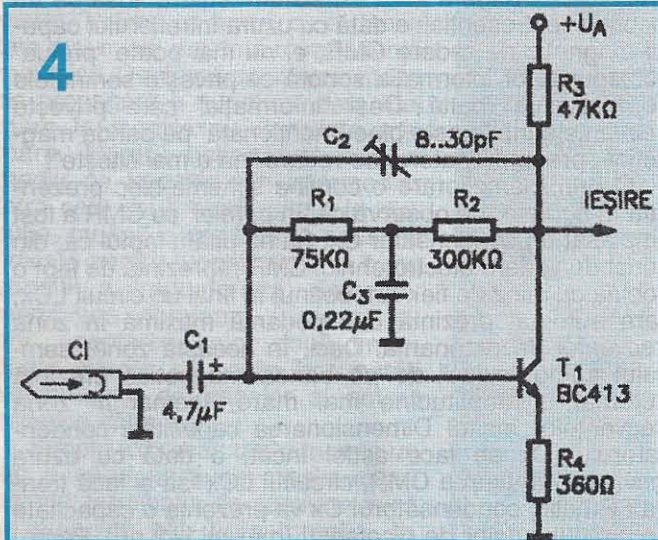 4
+U_A
R₃
47KΩ
C₂
8..30pF
R₁
75KΩ
R₂
300KΩ
IEŞIRE
C₃
0,22µF
CI
C₁
+
4,7µF
T₁
BC413
R₄
360Ω